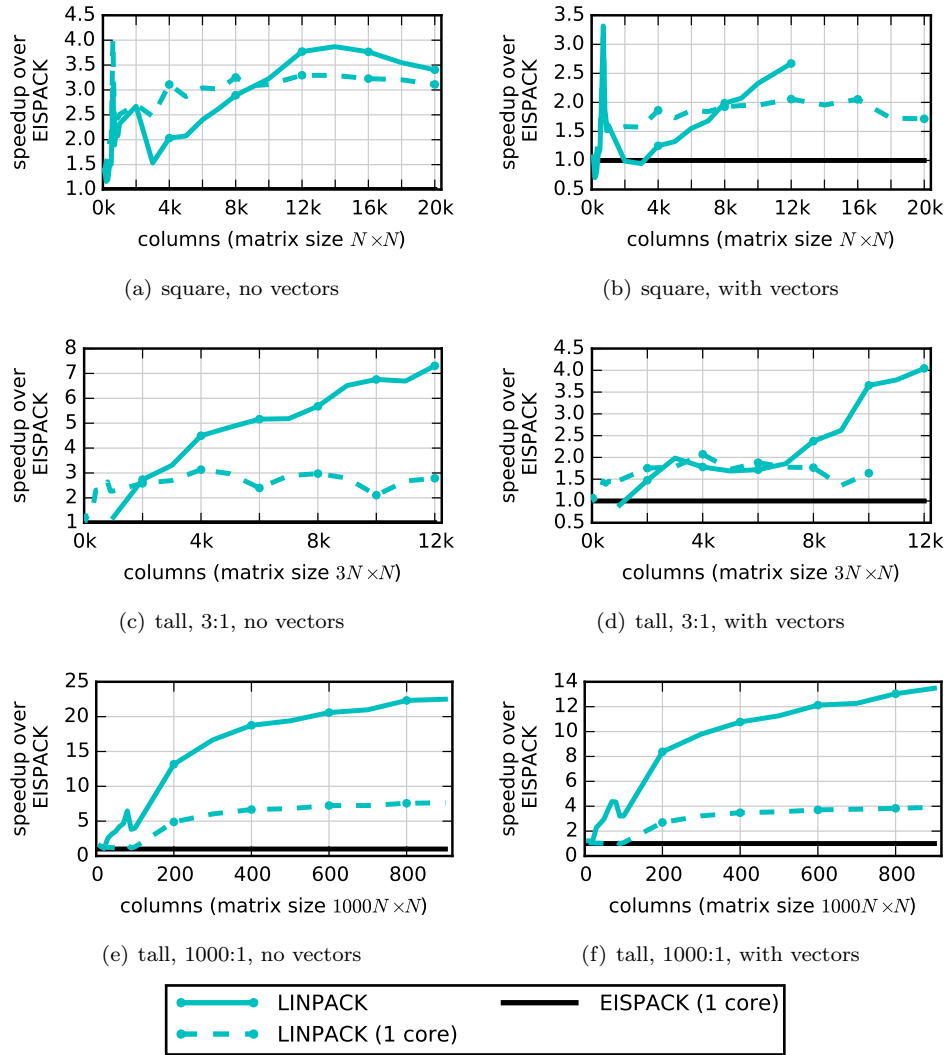 4.5
4.0
3.5
3.0
2.5
2.0
1.5
1.0
speedup over
EISPACK
0k 4k 8k 12k 16k 20k
columns (matrix size N×N)
(a) square, no vectors
3.5
3.0
2.5
2.0
1.5
1.0
0.5
speedup over
EISPACK
0k 4k 8k 12k 16k 20k
columns (matrix size N×N)
(b) square, with vectors
8
7
6
5
4
3
2
1
speedup over
EISPACK
0k 4k 8k 12k
columns (matrix size 3N×N)
(c) tall, 3:1, no vectors
4.5
4.0
3.5
3.0
2.5
2.0
1.5
1.0
0.5
speedup over
EISPACK
0k 4k 8k 12k
columns (matrix size 3N×N)
(d) tall, 3:1, with vectors
25
20
15
10
5
0
speedup over
EISPACK
0 200 400 600 800
columns (matrix size 1000N×N)
(e) tall, 1000:1, no vectors
14
12
10
8
6
4
2
0
speedup over
EISPACK
0 200 400 600 800
columns (matrix size 1000N×N)
(f) tall, 1000:1, with vectors
LINPACK
LINPACK (1 core)
EISPACK (1 core)